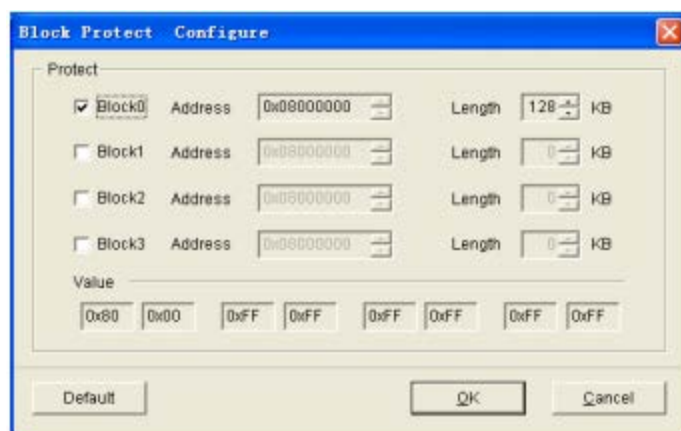 Block Protect Configure
Protect
Block0 Address 0x08000000 Length 128 KB
Block1 Address 0x08000000 Length 0 KB
Block2 Address 0x08000000 Length 0 KB
Block3 Address 0x08000000 Length 0 KB
Value
0x80 0x00 0xFF 0xFF 0xFF 0xFF 0xFF 0xFF
Default OK Cancel